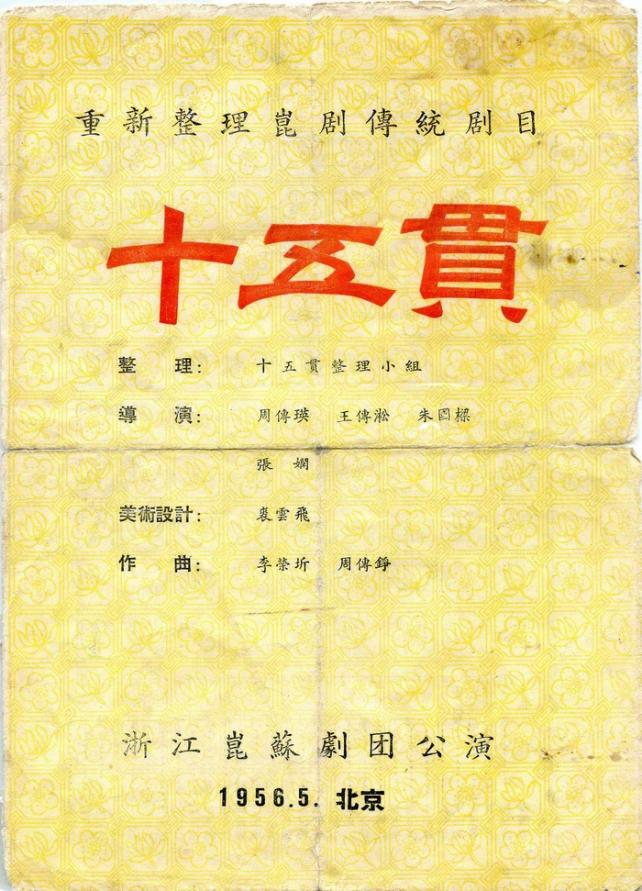 重新整理崑剧傳統剧目
十五貫
整 理： 十五貫整理小組
導 演： 周傳瑛 王傳淞 朱國樑
張 嫻
美術設計： 裘雲飛
作 曲： 李榮圻 周傳錚
浙江崑蘇劇団公演
1956.5. 北京